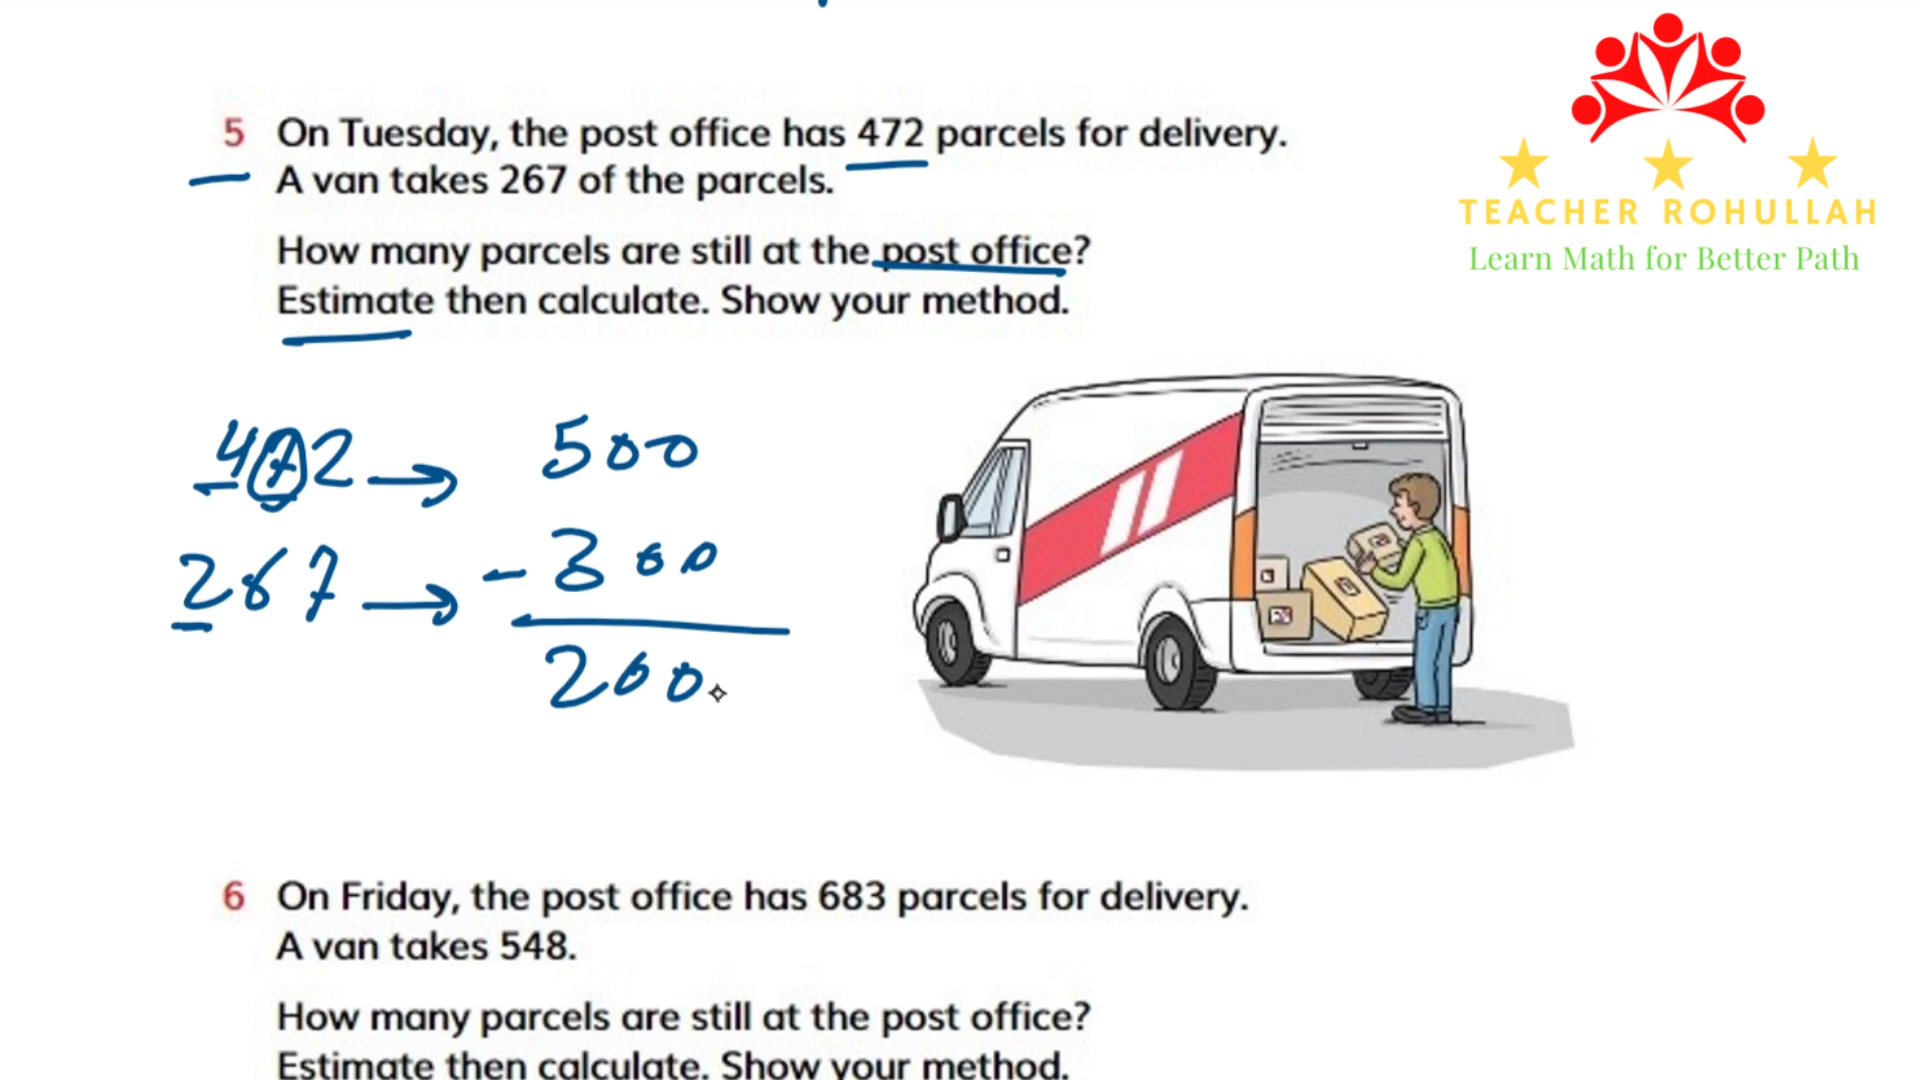 5 On Tuesday, the post office has 472 parcels for delivery.
A van takes 267 of the parcels.
How many parcels are still at the post office?
Estimate then calculate. Show your method.
472 → 500
267 → - 300
200
6 On Friday, the post office has 683 parcels for delivery.
A van takes 548.
How many parcels are still at the post office?
Estimate then calculate. Show your method.
TEACHER ROHULLAH
Learn Math for Better Path